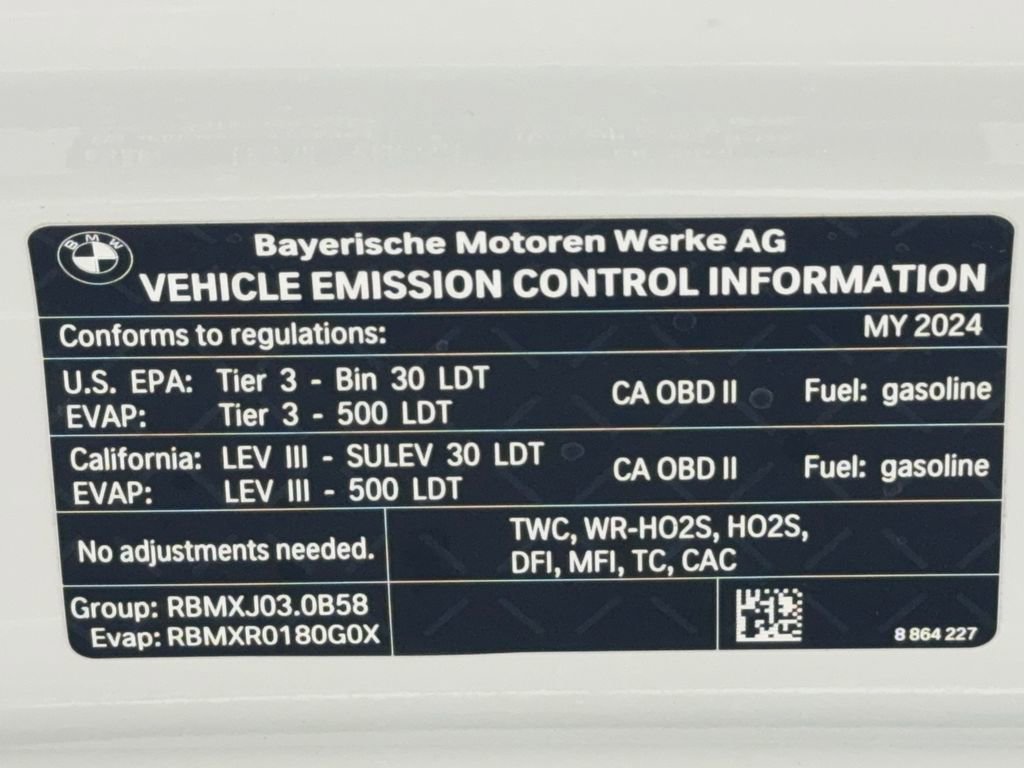 BMW
Bayerische Motoren Werke AG
VEHICLE EMISSION CONTROL INFORMATION
Conforms to regulations: MY 2024
U.S. EPA: Tier 3 - Bin 30 LDT CA OBD II Fuel: gasoline
EVAP: Tier 3 - 500 LDT
California: LEV III - SULEV 30 LDT CA OBD II Fuel: gasoline
EVAP: LEV III - 500 LDT
No adjustments needed.
TWC, WR-HO2S, HO2S,
DFI, MFI, TC, CAC
Group: RBMXJ03.0B58
Evap: RBMXR0180G0X
8 864 227